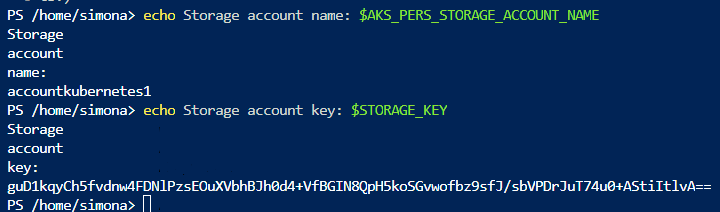 PS /home/simona> echo Storage account name: $AKS_PERS_STORAGE_ACCOUNT_NAME
Storage
account
name:
accountkubernetes1
PS /home/simona> echo Storage account key: $STORAGE_KEY
Storage
account
key:
guD1kqyCh5fvdnw4FDNlPzsEOuXVbhBJh0d4+VfBGIN8QpH5koSGvwofbz9sfJ/sbVPDrJuT74u0+AStiItlvA==
PS /home/simona>